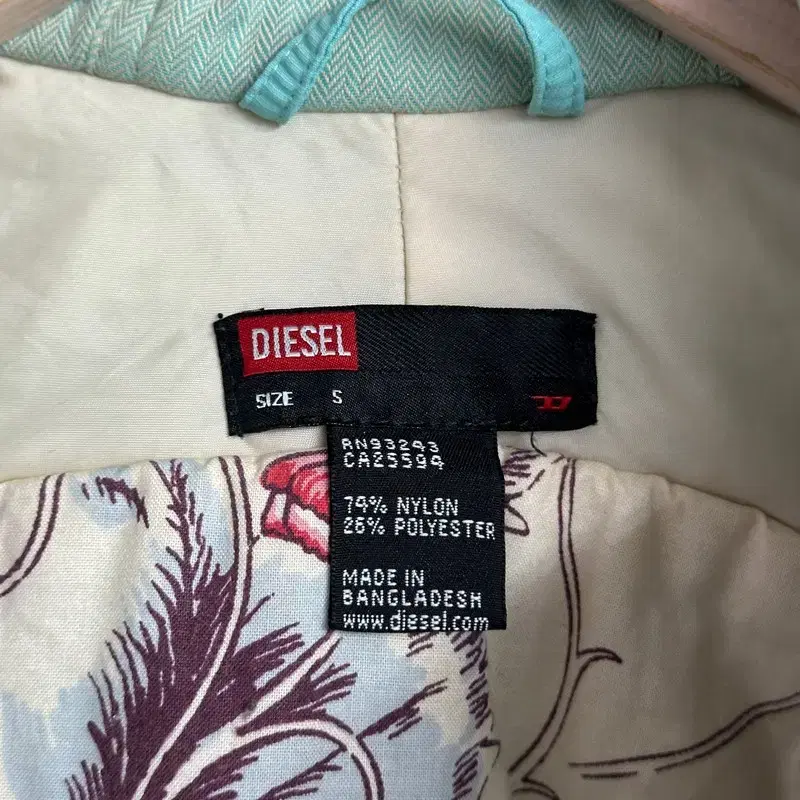 DIESEL
SIZE S
RN93243
CA25594
74% NYLON
26% POLYESTER
MADE IN
BANGLADESH
www.diesel.com